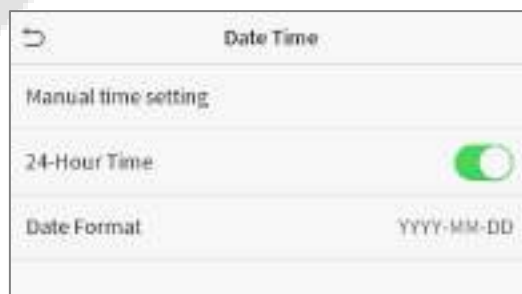 Date Time
Manual time setting
24-Hour Time
Date Format YYYY-MM-DD